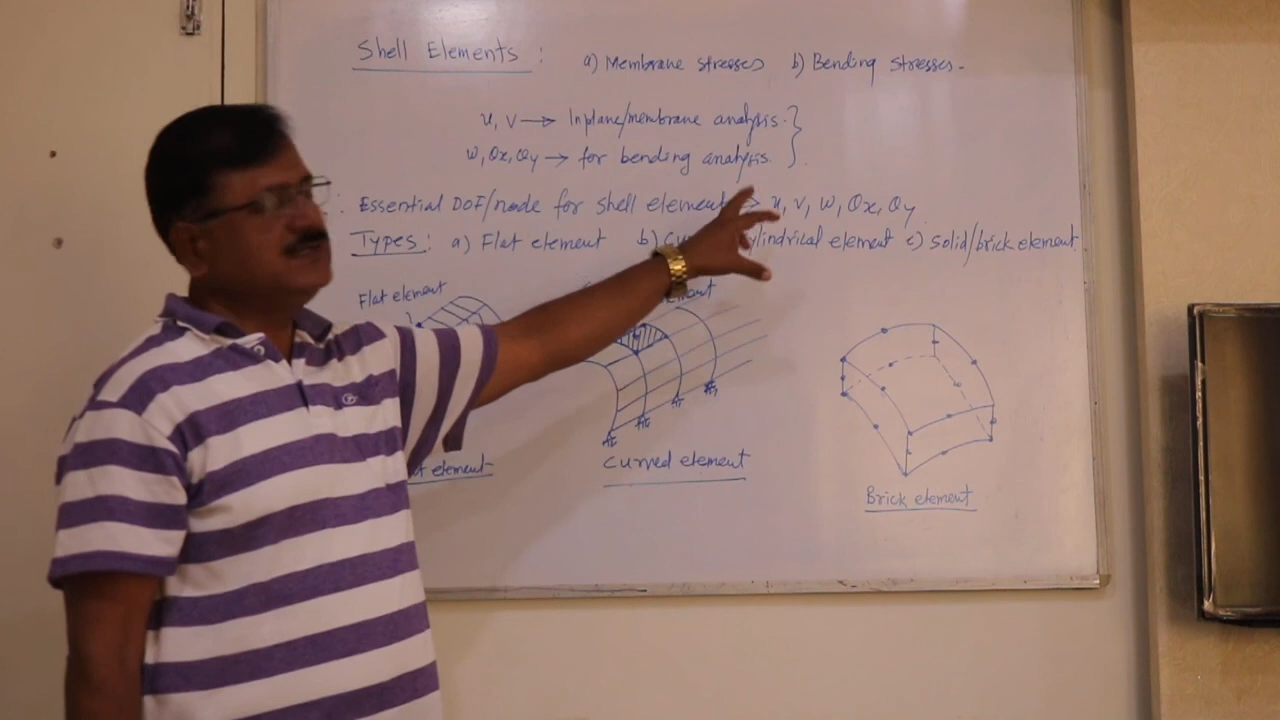 Shell Elements : a) Membrane stresses b) Bending stresses.
u, v → Inplane/membrane analysis.
w, θx, θy → for bending analysis.
∴ Essential DOF/node for shell element → u, v, w, θx, θy
Types : a) Flat element b) cylindrical element c) solid/brick element.
Flat element
element-
Curved element
Brick element